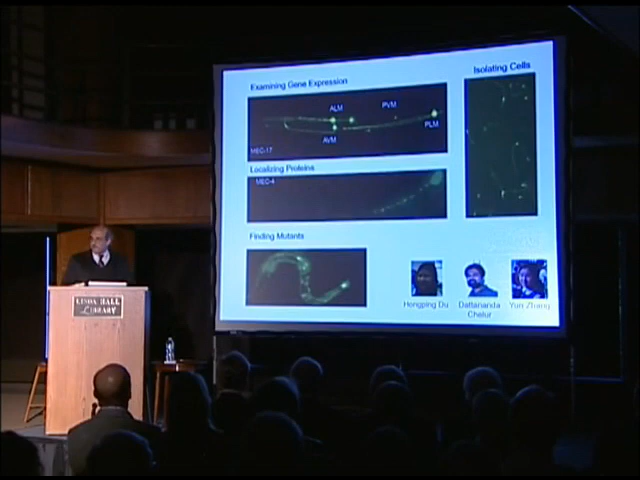 Examining Gene Expression
ALM
PVM
PLM
AVM
MEC-17
Localizing Proteins
MEC-4
Finding Mutants
Isolating Cells
Hongping Du
Dattananda
Chelur
Yun Zhang
LINDA HALL
LIBRARY